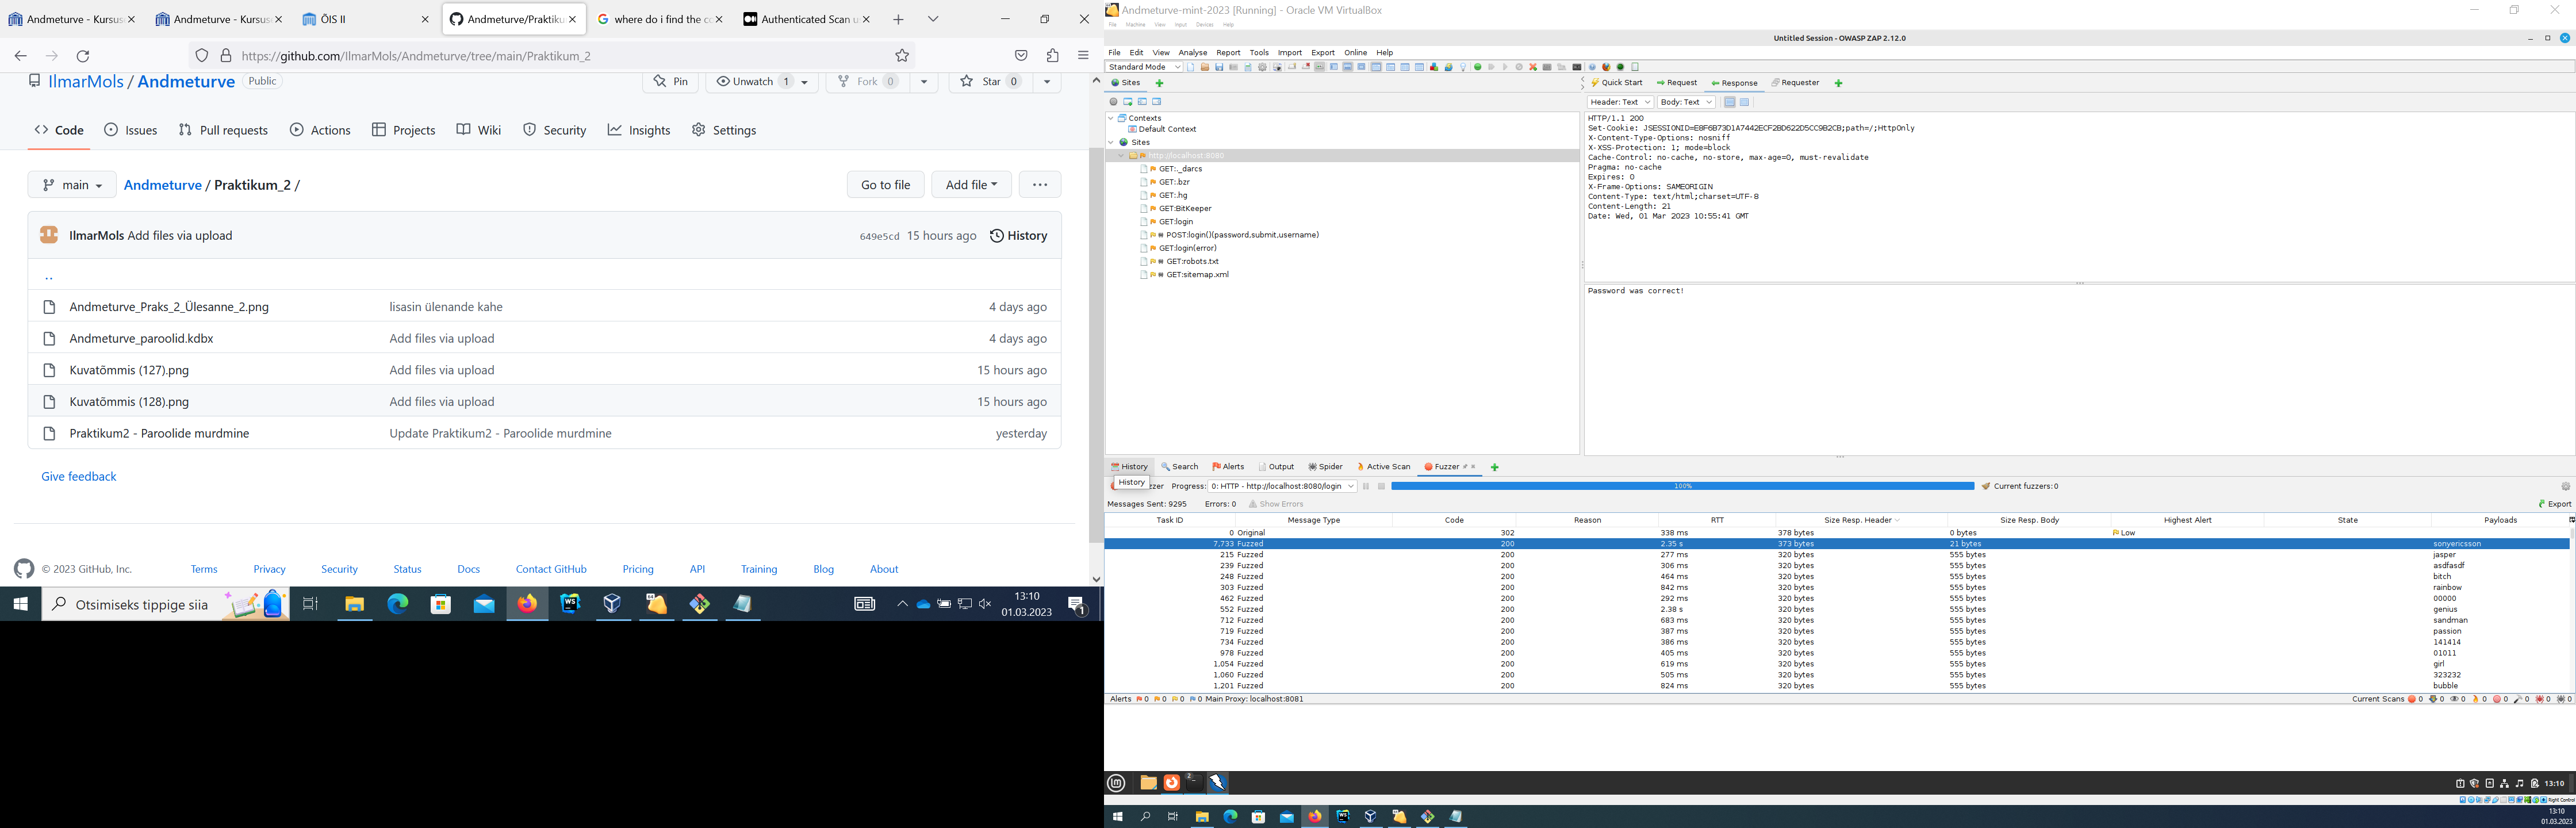 Andmeturve - Kursuse
Andmeturve - Kursuse
ÕIS II
Andmeturve/Praktiku
where do i find the co
Authenticated Scan u
https://github.com/IlmarMols/Andmeturve/tree/main/Praktikum_2
IlmarMols / Andmeturve Public
Pin Unwatch 1 Fork 0 Star 0
Code Issues Pull requests Actions Projects Wiki Security Insights Settings
main Andmeturve / Praktikum_2 / Go to file Add file ...
IlmarMols Add files via upload 649e5cd 15 hours ago History
..
Andmeturve_Praks_2_Ülesanne_2.png lisasin ülenande kahe 4 days ago
Andmeturve_paroolid.kdbx Add files via upload 4 days ago
Kuvatõmmis (127).png Add files via upload 15 hours ago
Kuvatõmmis (128).png Add files via upload 15 hours ago
Praktikum2 - Paroolide murdmine Update Praktikum2 - Paroolide murdmine yesterday
Give feedback
© 2023 GitHub, Inc. Terms Privacy Security Status Docs Contact GitHub Pricing API Training Blog About
Otsimiseks tippige siia
13:10
01.03.2023
1
Andmeturve-mint-2023 [Running] - Oracle VM VirtualBox
File Machine View Input Devices Help
Untitled Session - OWASP ZAP 2.12.0
File Edit View Analyse Report Tools Import Export Online Help
Standard Mode
Sites
Contexts
Default Context
Sites
http://localhost:8080
GET:._darcs
GET:.bzr
GET:.hg
GET:BitKeeper
GET:login
POST:login()(password,submit,username)
GET:login(error)
GET:robots.txt
GET:sitemap.xml
Quick Start Request Response Requester
Header: Text Body: Text
HTTP/1.1 200
Set-Cookie: JSESSIONID=E8F6B73D1A7442ECF2BD622D5CC9B2CB;path=/;HttpOnly
X-Content-Type-Options: nosniff
X-XSS-Protection: 1; mode=block
Cache-Control: no-cache, no-store, max-age=0, must-revalidate
Pragma: no-cache
Expires: 0
X-Frame-Options: SAMEORIGIN
Content-Type: text/html;charset=UTF-8
Content-Length: 21
Date: Wed, 01 Mar 2023 10:55:41 GMT
Password was correct!
History Search Alerts Output Spider Active Scan Fuzzer
History
zzer Progress: 0: HTTP - http://localhost:8080/login 100% Current fuzzers:0
Messages Sent: 9295 Errors: 0 Show Errors Export
Task ID Message Type Code Reason RTT Size Resp. Header Size Resp. Body Highest Alert State Payloads
0 Original 302 338 ms 378 bytes 0 bytes Low
7,733 Fuzzed 200 2.35 s 373 bytes 21 bytes sonyericsson
215 Fuzzed 200 277 ms 320 bytes 555 bytes jasper
239 Fuzzed 200 306 ms 320 bytes 555 bytes asdfasdf
248 Fuzzed 200 464 ms 320 bytes 555 bytes bitch
303 Fuzzed 200 842 ms 320 bytes 555 bytes rainbow
462 Fuzzed 200 292 ms 320 bytes 555 bytes 00000
552 Fuzzed 200 2.38 s 320 bytes 555 bytes genius
712 Fuzzed 200 683 ms 320 bytes 555 bytes sandman
719 Fuzzed 200 387 ms 320 bytes 555 bytes passion
734 Fuzzed 200 386 ms 320 bytes 555 bytes 141414
978 Fuzzed 200 405 ms 320 bytes 555 bytes 01011
1,054 Fuzzed 200 619 ms 320 bytes 555 bytes girl
1,060 Fuzzed 200 505 ms 320 bytes 555 bytes 323232
1,201 Fuzzed 200 824 ms 320 bytes 555 bytes bubble
Alerts 0 0 0 0 Main Proxy: localhost:8081 Current Scans 0 0 0 0 0 0 0 0
13:10
Right Control
13:10
01.03.2023